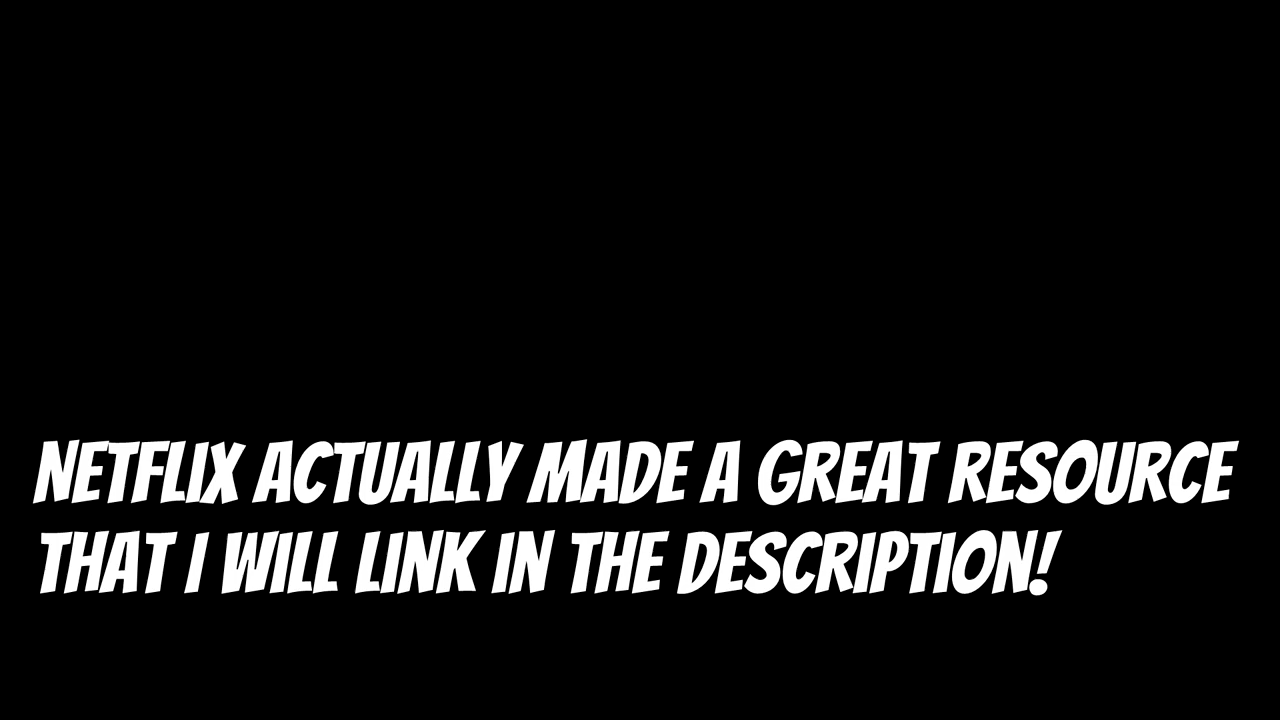 NETFLIX ACTUALLY MADE A GREAT RESOURCE
THAT I WILL LINK IN THE DESCRIPTION!